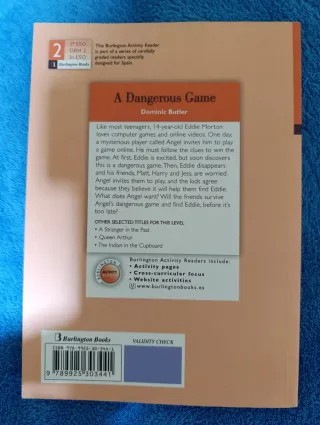 2
2º ESO
DBH 2
2n ESO
B Burlington Books
The Burlington Activity Reader
is part of a series of carefully
graded readers specially
designed for Spain.
A Dangerous Game
Dominic Butler
Like most teenagers, 14-year-old Eddie Morton
loves computer games and online videos. One day,
a mysterious player called Angel invites him to play
a game online. He must follow the clues to win the
game. At first, Eddie is excited, but soon discovers
this is a dangerous game. Then, Eddie disappears
and his friends, Matt, Harry and Jess, are worried.
Angel invites them to play, and the kids agree
because they believe it will help them find Eddie.
What does Angel want? Will the friends survive
Angel's dangerous game and find Eddie, before it's
too late?
OTHER SELECTED TITLES FOR THIS LEVEL
• A Stranger in the Past
• Queen Arthur
• The Indian in the Cupboard
Burlington Activity Readers include:
• Activity pages
• Cross-curricular focus
• Website activities
www.burlingtonbooks.es
BURLINGTON
ACTIVITY
B Burlington Books
VALIDITY CHECK
9 789925 303441